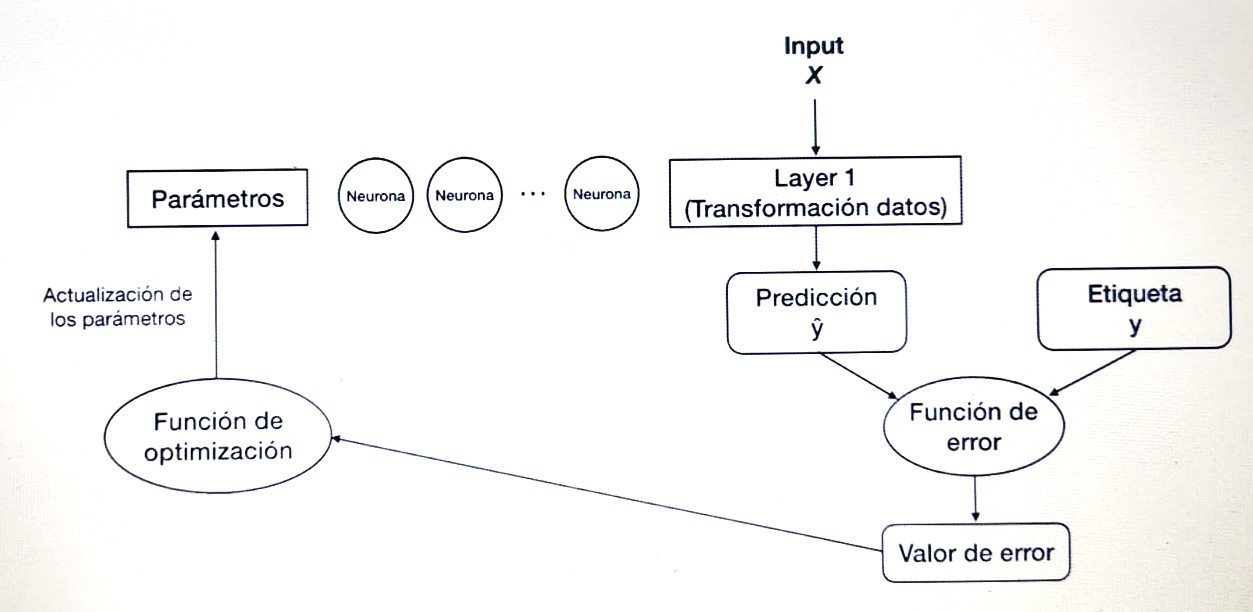 Input
X
Parámetros
Neurona
Neurona
...
Neurona
Layer 1
(Transformación datos)
Actualización de
los parámetros
Predicción
ŷ
Etiqueta
y
Función de
optimización
Función de
error
Valor de error